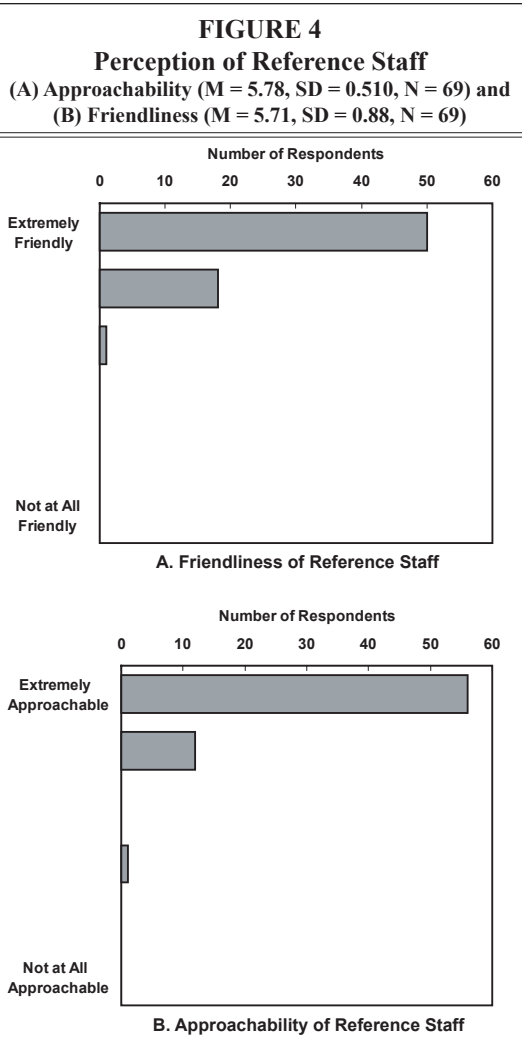 FIGURE 4
Perception of Reference Staff
(A) Approachability (M = 5.78, SD = 0.510, N = 69) and
(B) Friendliness (M = 5.71, SD = 0.88, N = 69)
Number of Respondents
0 10 20 30 40 50 60
Extremely
Friendly
Not at All
Friendly
A. Friendliness of Reference Staff
Number of Respondents
0 10 20 30 40 50 60
Extremely
Approachable
Not at All
Approachable
B. Approachability of Reference Staff